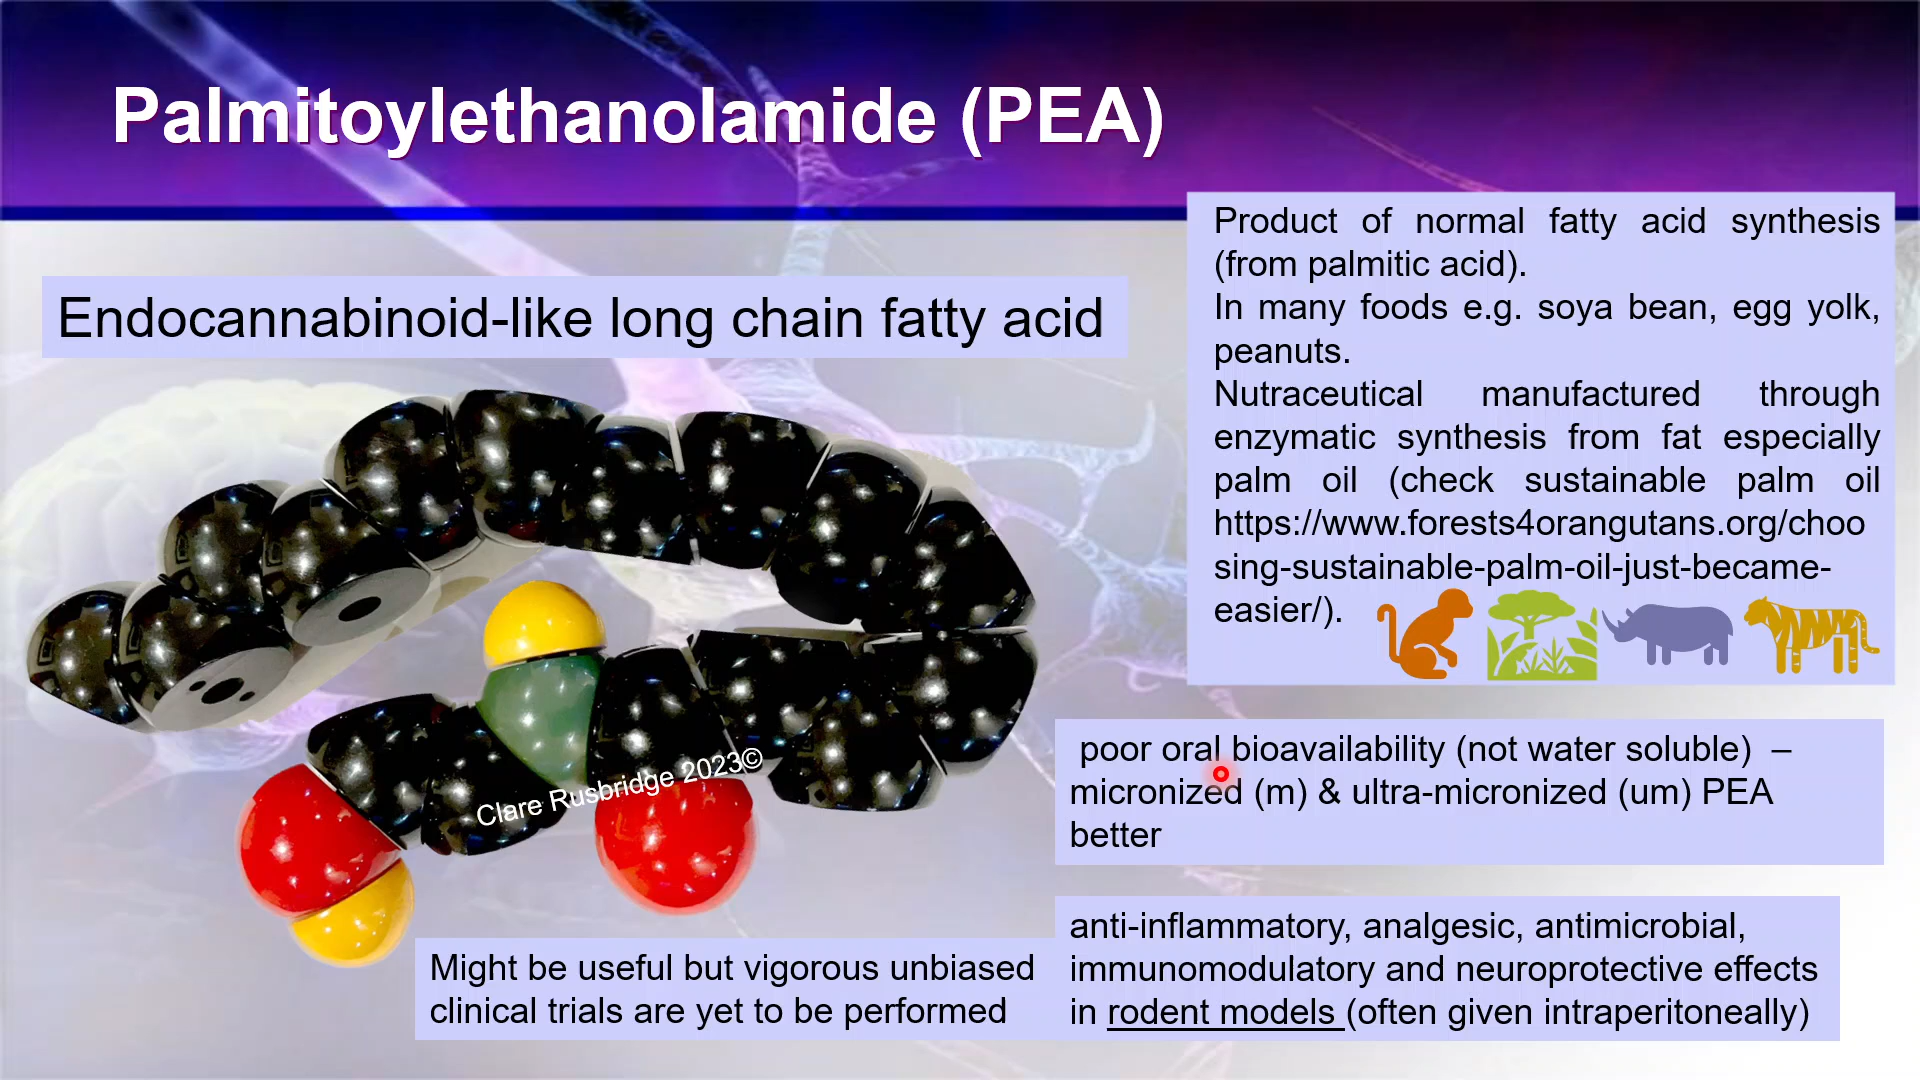 Palmitoylethanolamide (PEA)
Endocannabinoid-like long chain fatty acid
Product of normal fatty acid synthesis
(from palmitic acid).
In many foods e.g. soya bean, egg yolk,
peanuts.
Nutraceutical manufactured through
enzymatic synthesis from fat especially
palm oil (check sustainable palm oil
https://www.forests4orangutans.org/choo
sing-sustainable-palm-oil-just-became-
easier/).
Clare Rusbridge 2023©
poor oral bioavailability (not water soluble) –
micronized (m) & ultra-micronized (um) PEA
better
anti-inflammatory, analgesic, antimicrobial,
immunomodulatory and neuroprotective effects
in rodent models (often given intraperitoneally)
Might be useful but vigorous unbiased
clinical trials are yet to be performed